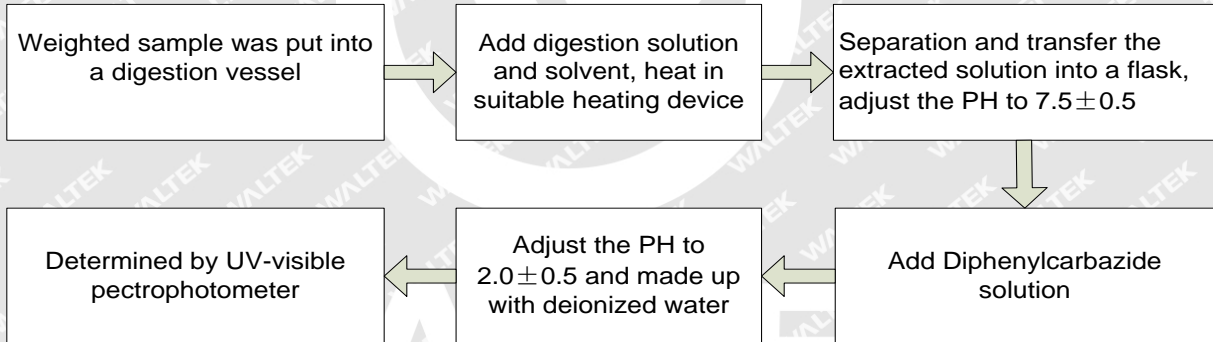 Weighted sample was put into
a digestion vessel
Add digestion solution
and solvent, heat in
suitable heating device
Separation and transfer the
extracted solution into a flask,
adjust the PH to 7.5±0.5
Add Diphenylcarbazide
solution
Adjust the PH to
2.0±0.5 and made up
with deionized water
Determined by UV-visible
pectrophotometer
WALTEK